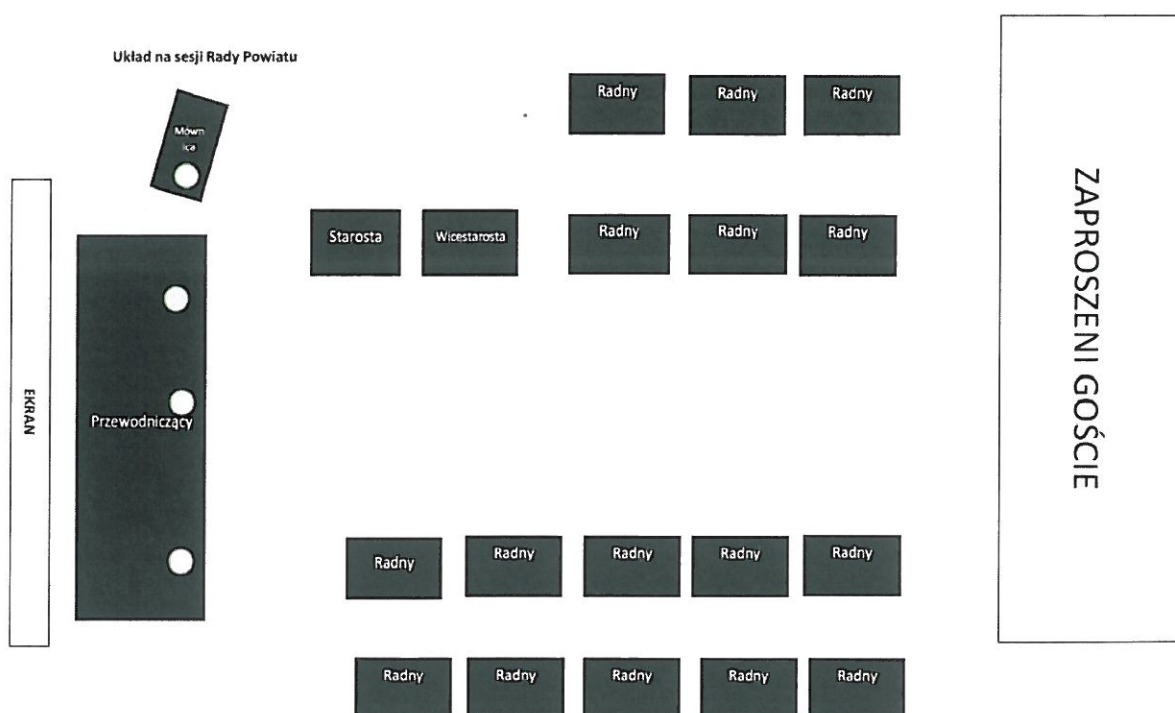 Układ na sesji Rady Powiatu
Mówn
ica
Radny
Radny
Radny
Starosta
Wicestarosta
Radny
Radny
Radny
EKRAN
Przewodniczący
ZAPROSZENI GOŚCIE
Radny
Radny
Radny
Radny
Radny
Radny
Radny
Radny
Radny
Radny